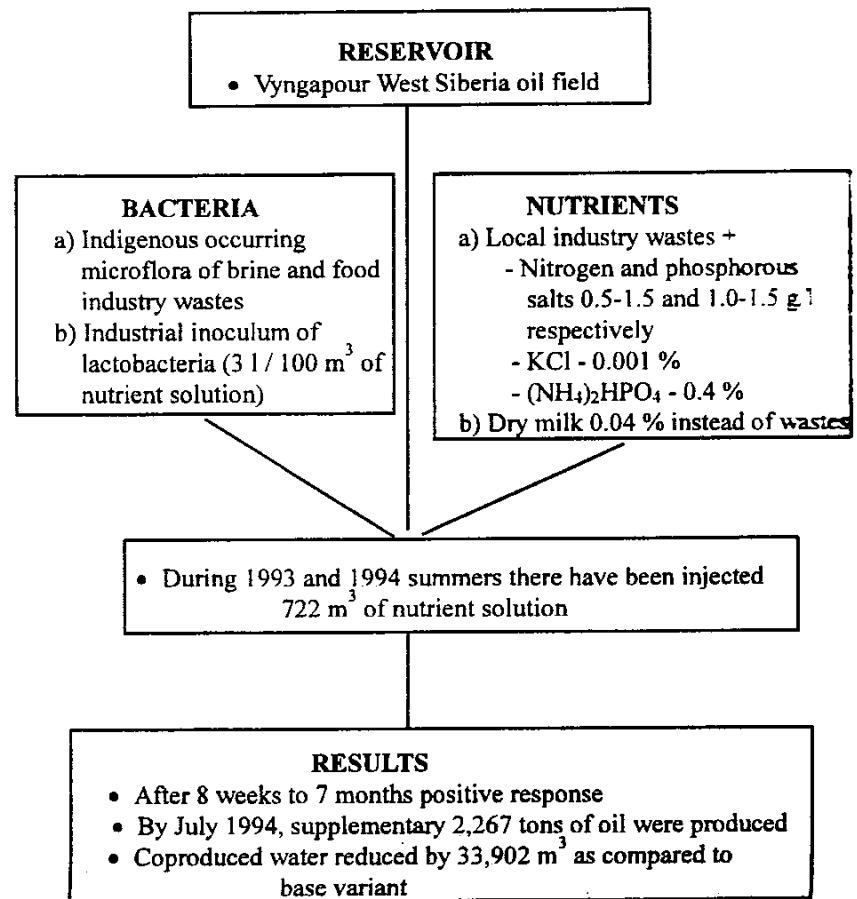 RESERVOIR
• Vyngapour West Siberia oil field
BACTERIA
a) Indigenous occurring
microflora of brine and food
industry wastes
b) Industrial inoculum of
lactobacteria (3 l / 100 m³ of
nutrient solution)
NUTRIENTS
a) Local industry wastes +
- Nitrogen and phosphorous
salts 0.5-1.5 and 1.0-1.5 g l
respectively
- KCl - 0.001 %
- (NH₄)₂HPO₄ - 0.4 %
b) Dry milk 0.04 % instead of wastes
• During 1993 and 1994 summers there have been injected
722 m³ of nutrient solution
RESULTS
• After 8 weeks to 7 months positive response
• By July 1994, supplementary 2,267 tons of oil were produced
• Coproduced water reduced by 33,902 m³ as compared to
base variant